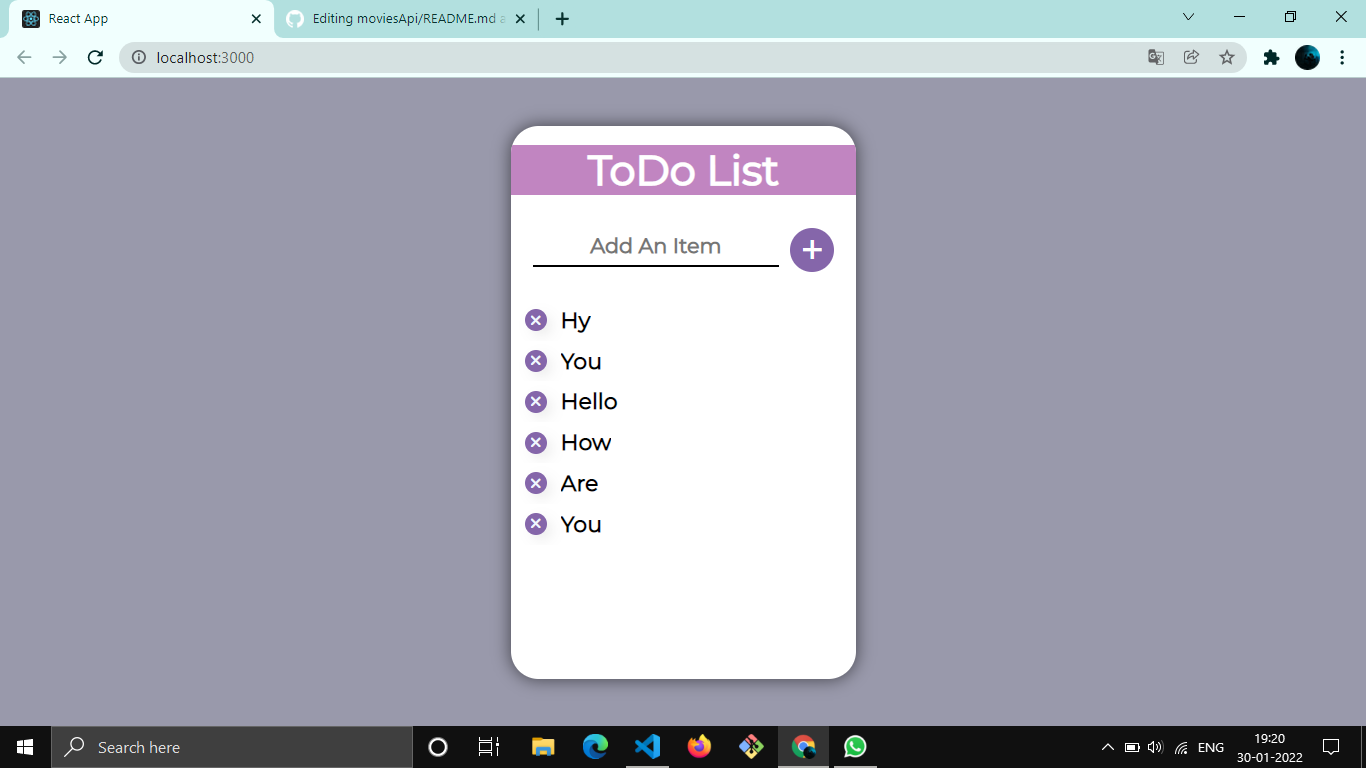 React App
Editing moviesApi/README.md a
localhost:3000
ToDo List
Add An Item
Hy
You
Hello
How
Are
You
Search here
ENG
19:20
30-01-2022